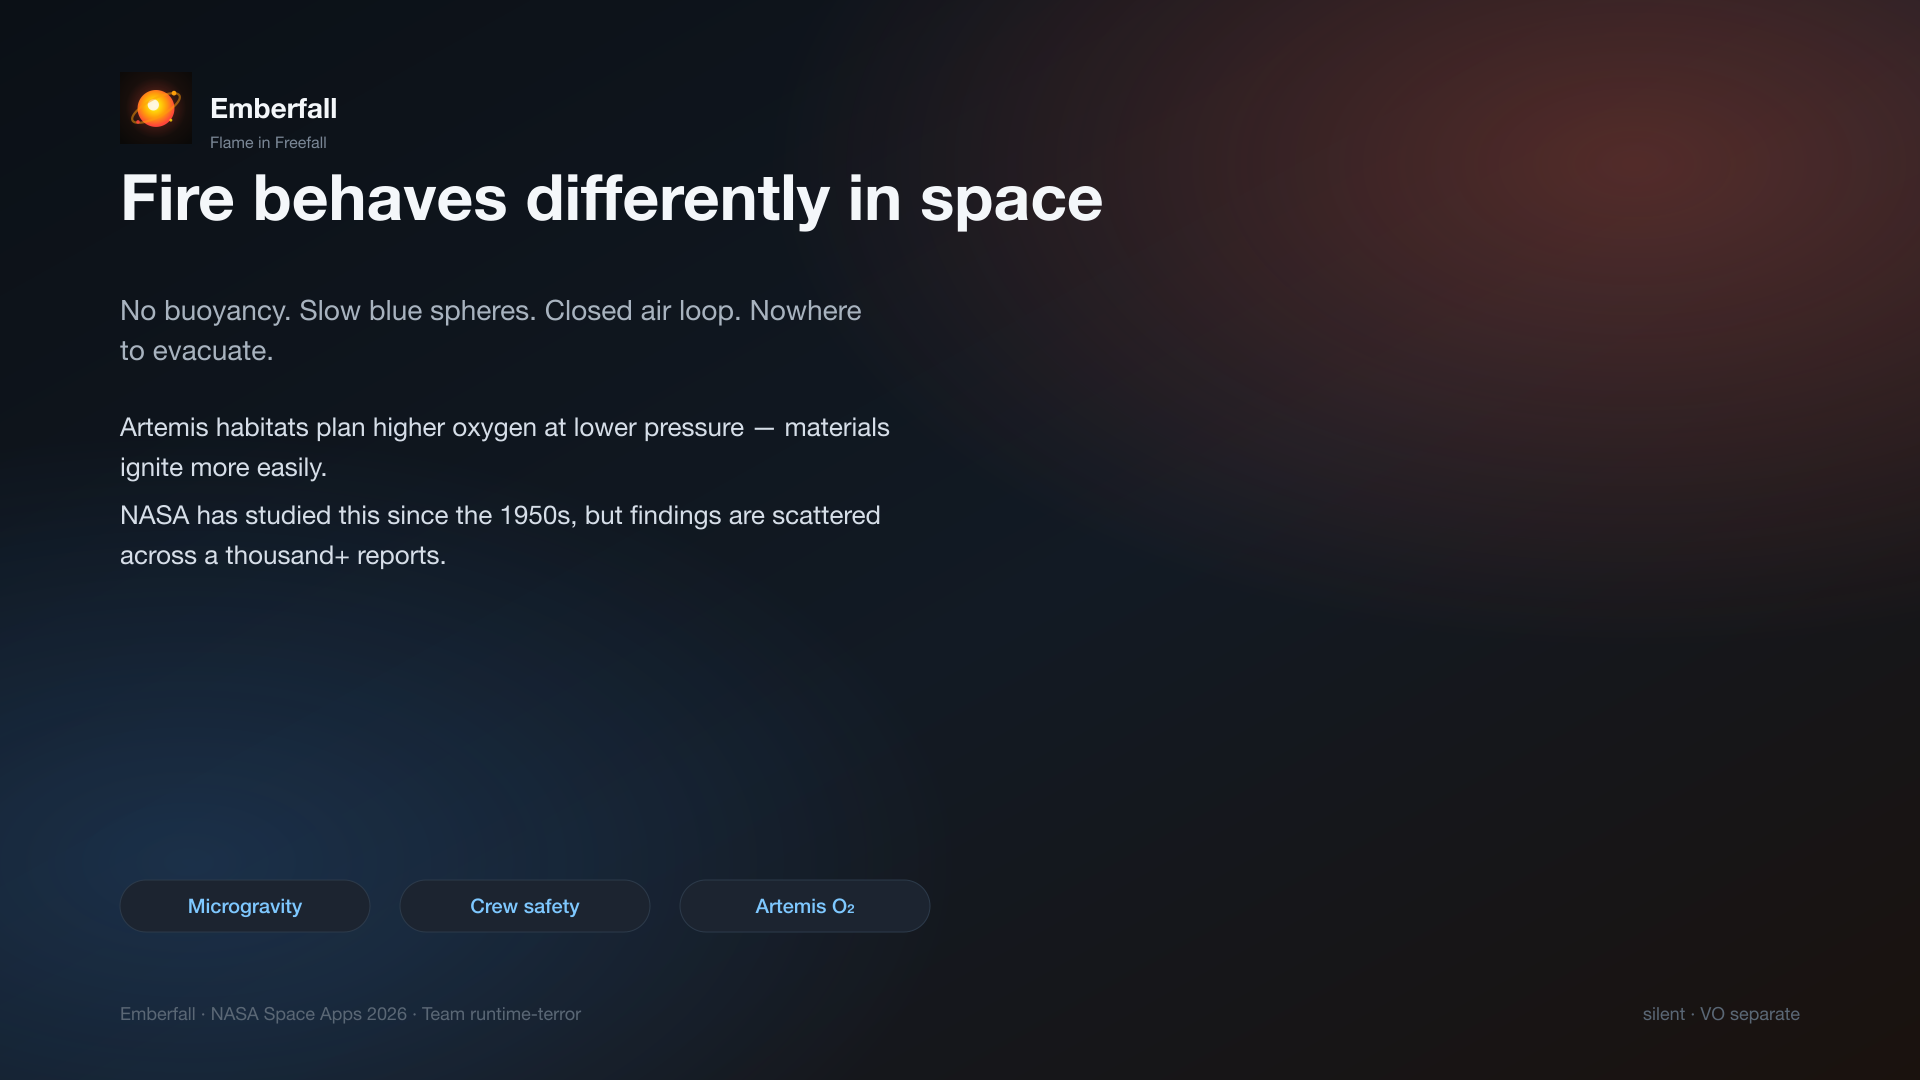 Emberfall
Flame in Freefall
Fire behaves differently in space
No buoyancy. Slow blue spheres. Closed air loop. Nowhere
to evacuate.
Artemis habitats plan higher oxygen at lower pressure — materials
ignite more easily.
NASA has studied this since the 1950s, but findings are scattered
across a thousand+ reports.
Microgravity
Crew safety
Artemis O₂
Emberfall · NASA Space Apps 2026 · Team runtime-terror
silent · VO separate